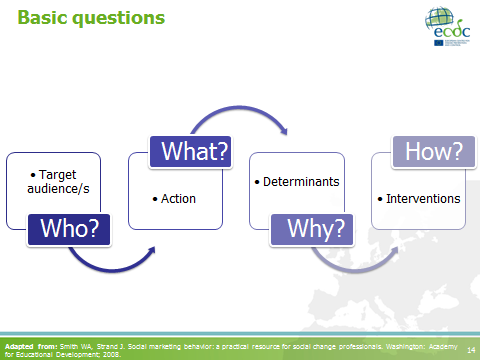 Basic questions
ecdc
• Target
audience/s
Who?
What?
• Action
• Determinants
Why?
How?
• Interventions
Adapted From: Smith WA, Strand J. Social marketing behavior: a practical resource for social change professionals. Washington: Academy
for Educational Development; 2008.
14